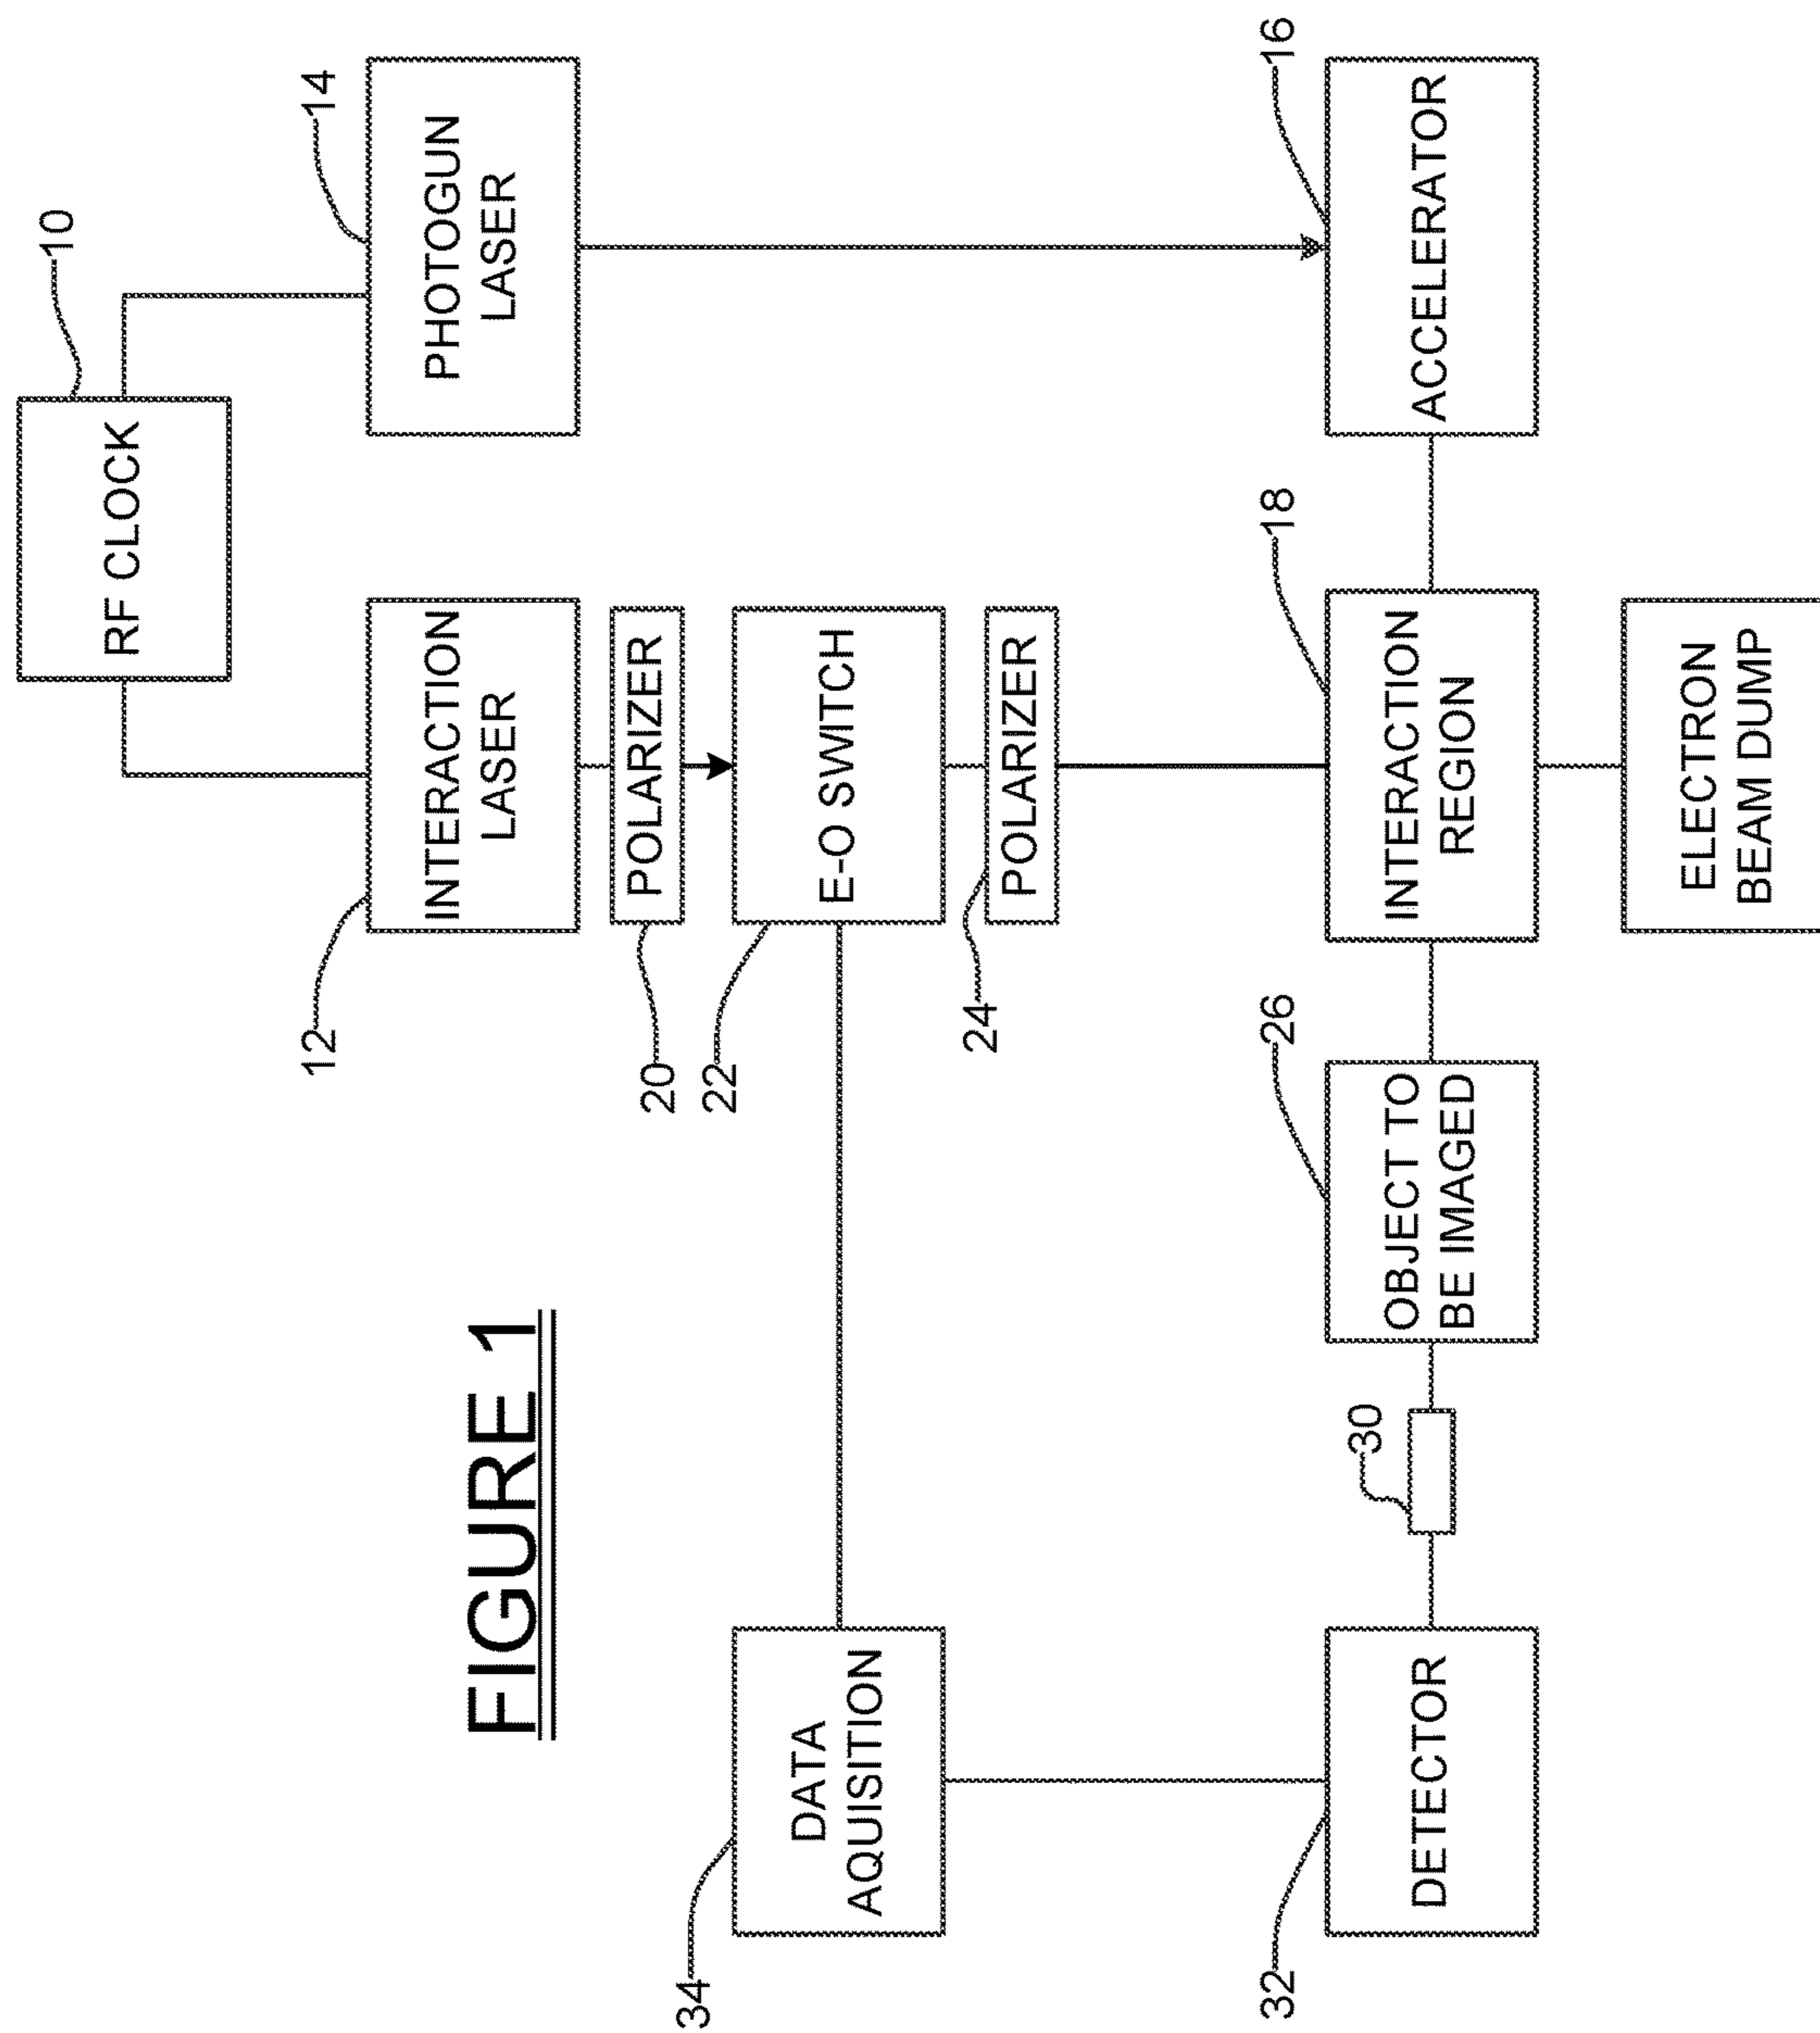 10
RF CLOCK
14
PHOTOGUN
LASER
12
INTERACTION
LASER
20
POLARIZER
22
E-O SWITCH
24
POLARIZER
34
DATA
AQUISITION
16
ACCELERATOR
18
INTERACTION
REGION
26
OBJECT TO
BE IMAGED
30
32
DETECTOR
ELECTRON
BEAM DUMP
FIGURE 1